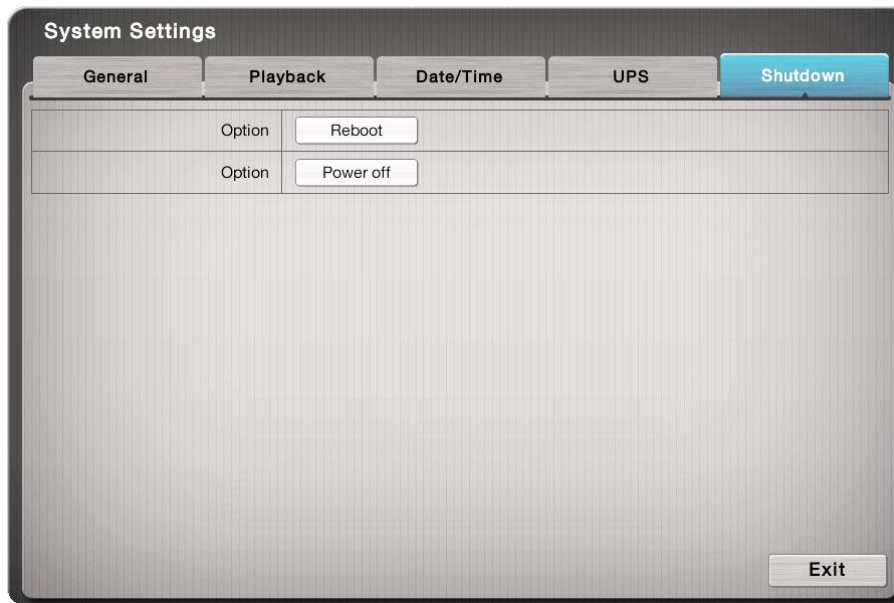 System Settings
General Playback Date/Time UPS Shutdown
Option Reboot
Option Power off
Exit